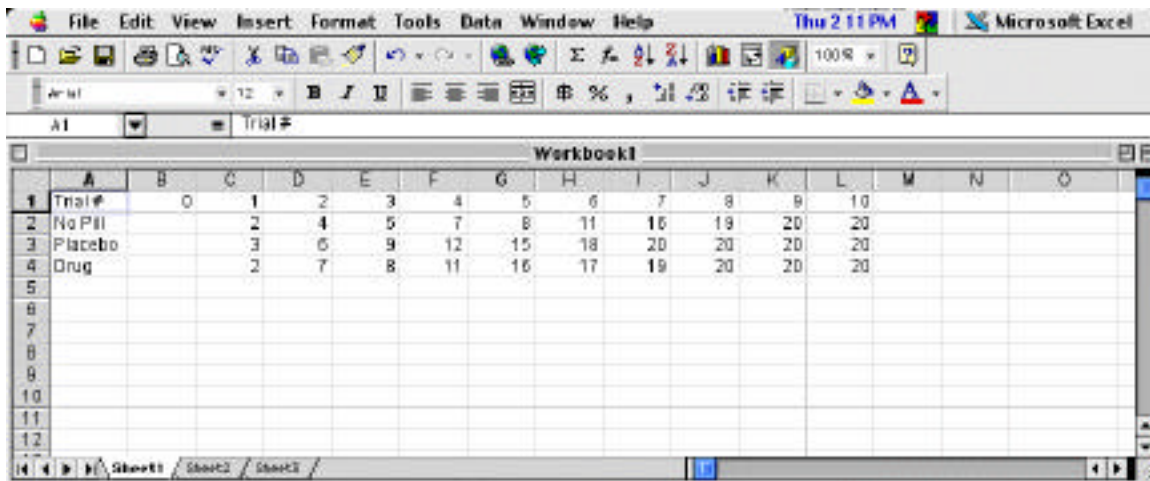 File Edit View Insert Format Tools Data Window Help Thu 2 11 PM Microsoft Excel
100%
Arial 12 B I U % ,
A1 = Trial #
Workbook1
A B C D E F G H I J K L M N O
1 Trial # 0 1 2 3 4 5 6 7 8 9 10
2 No Pill 2 4 5 7 8 11 16 19 20 20
3 Placebo 3 6 9 12 15 18 20 20 20 20
4 Drug 2 7 8 11 16 17 19 20 20 20
5
6
7
8
9
10
11
12
Sheet1 Sheet2 Sheet3